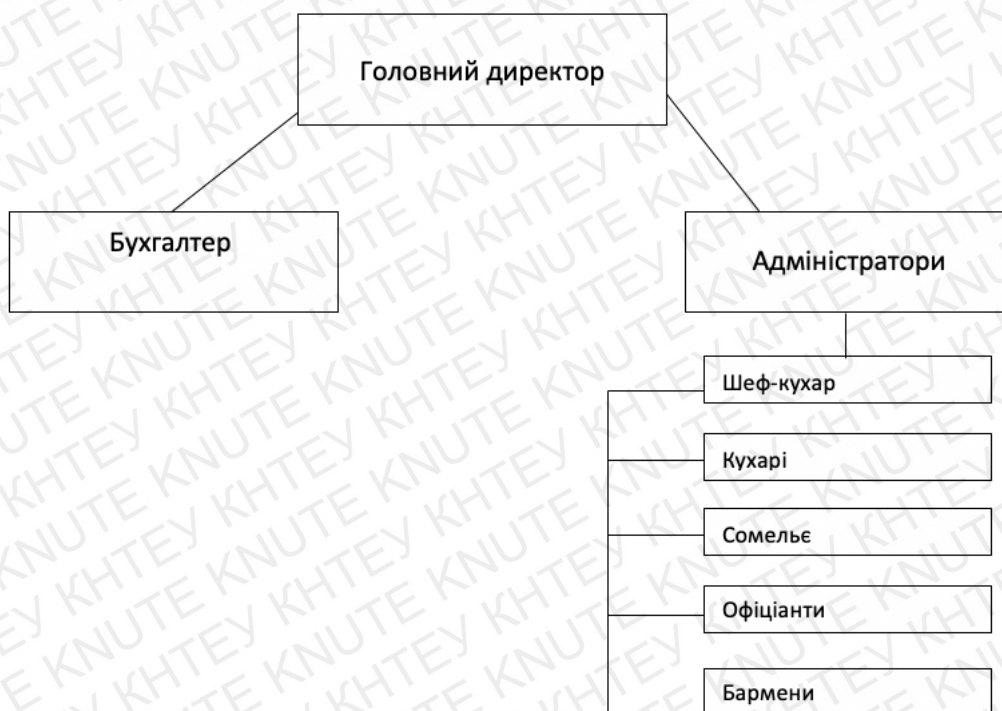 Головний директор
Бухгалтер
Адміністратори
Шеф-кухар
Кухарі
Сомельє
Офіціанти
Бармени